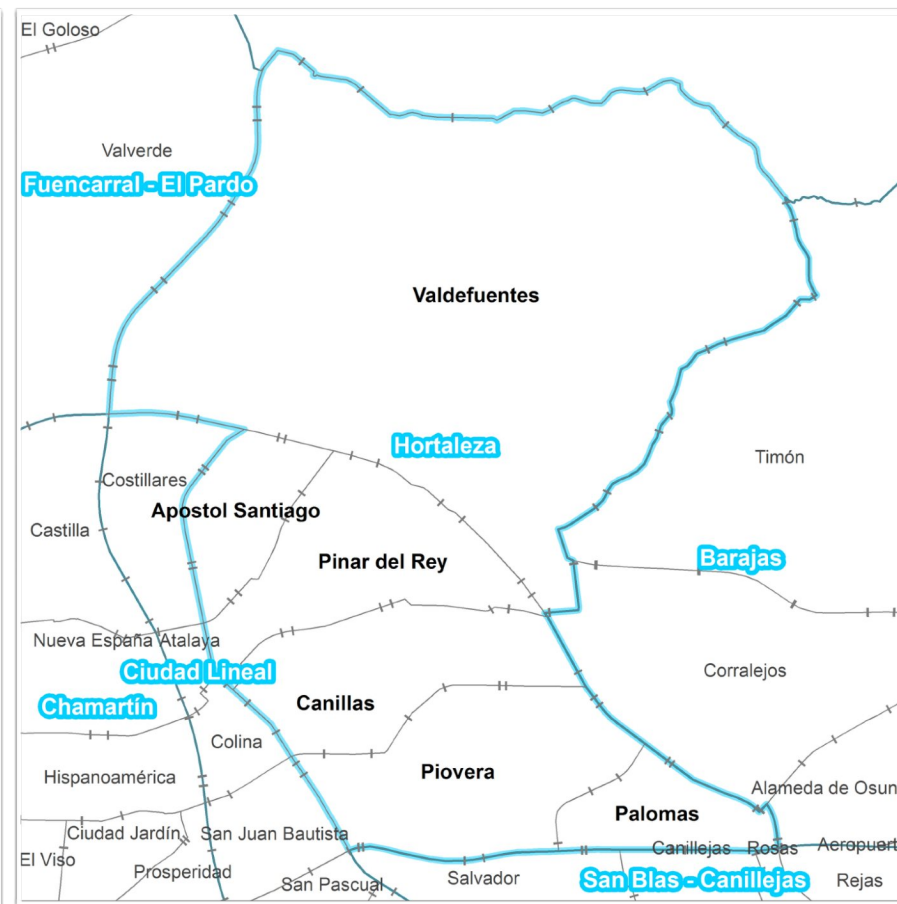 El Goloso
Valverde
Fuencarral - El Pardo
Valdefuentes
Hortaleza
Timón
Costillares
Apostol Santiago
Castilla
Pinar del Rey
Barajas
Nueva España Atalaya
Ciudad Lineal
Corralejos
Chamartín
Canillas
Colina
Hispanoamérica
Piovera
Alameda de Osun
Palomas
Ciudad Jardín San Juan Bautista
Canillejas Rosas Aeropuert
El Viso
Prosperidad
San Pascual
Salvador
San Blas - Canillejas
Rejas